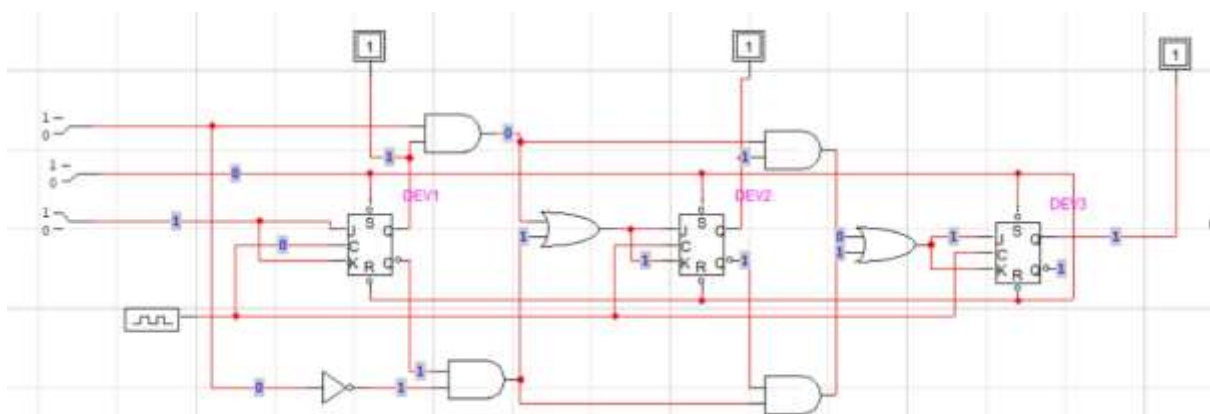 1 1 1
1
0 0
1 1
1 0
0 DEV1 DEV2 DEV3
1 1 J S Q J S Q
0 0 C 1 C 0 1 J S Q 1
K R Q 1 K R Q 1 1 C
K R Q 1
1
0 1